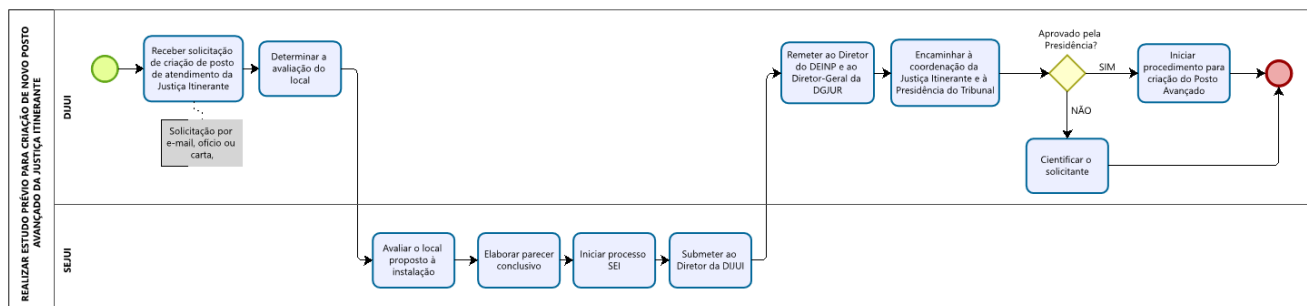 REALIZAR ESTUDO PRÉVIO PARA CRIAÇÃO DE NOVO POSTO
AVANÇADO DA JUSTIÇA ITINERANTE
DIJUI
Receber solicitação
de criação de posto
de atendimento da
Justiça Itinerante
Solicitação por
e-mail, ofício ou
carta,
Determinar a
avaliação do
local
Remeter ao Diretor
do DEINP e ao
Diretor-Geral da
DGJUR
Encaminhar à
coordenação da
Justiça Itinerante e à
Presidência do Tribunal
Aprovado pela
Presidência?
SIM
NÃO
Iniciar
procedimento para
criação do Posto
Avançado
Cientificar o
solicitante
SEJUI
Avaliar o local
proposto à
instalação
Elaborar parecer
conclusivo
Iniciar processo
SEI
Submeter ao
Diretor da DIJUI